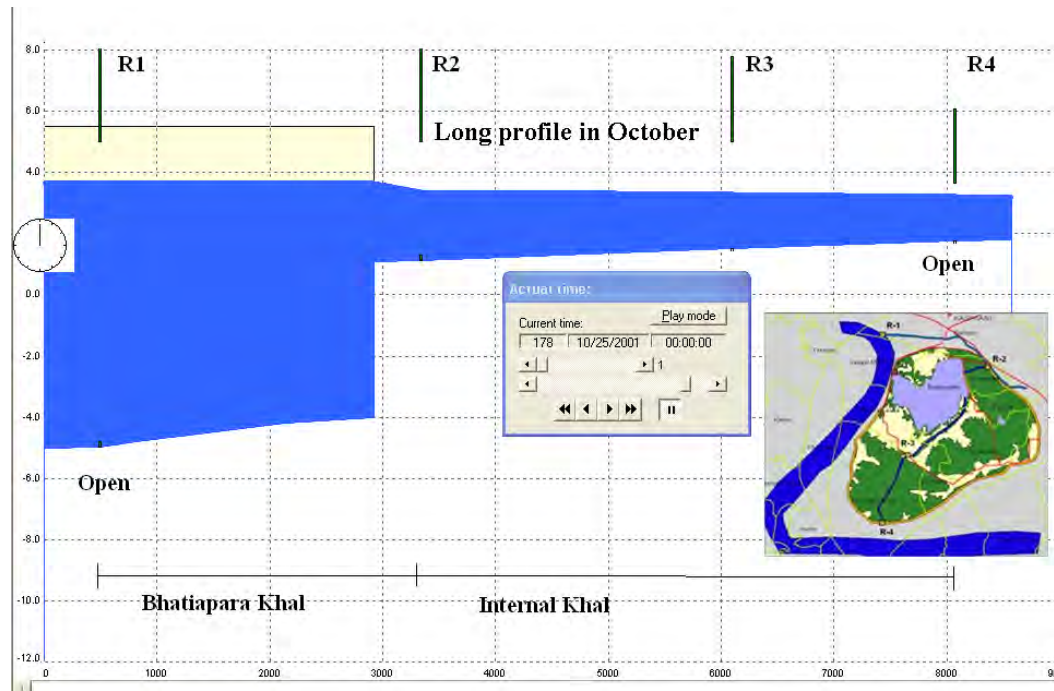 8.0
R1
R2
R3
R4
6.0
Long profile in October
4.0
Open
0.0
Actual time:
Current time:
Play mode
178 10/25/2001 00:00:00
1
R-1
R-2
R-3
R-4
-2.0
-4.0
Open
-6.0
-8.0
-10.0
Bhatiapara Khal
Internal Khal
-12.0
0 1000 2000 3000 4000 5000 6000 7000 8000